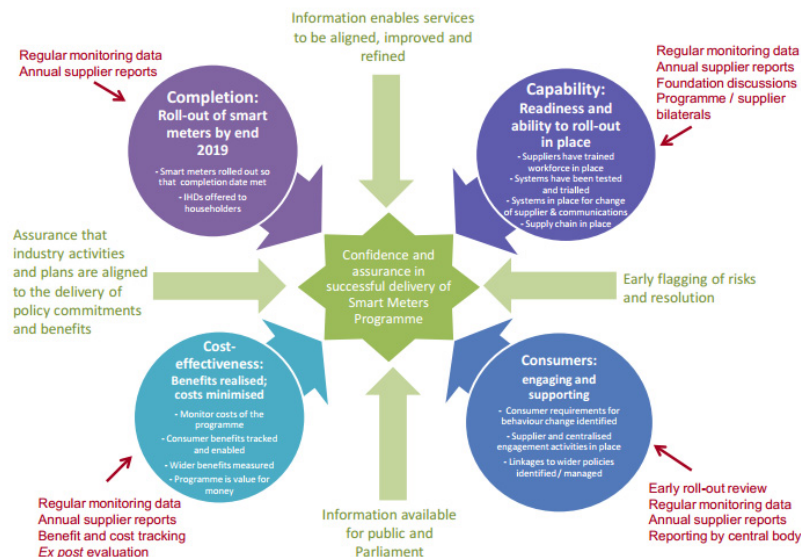 Information enables services
to be aligned, improved and
refined
Regular monitoring data
Annual supplier reports
Regular monitoring data
Annual supplier reports
Foundation discussions
Programme / supplier
bilaterals
Completion:
Roll-out of smart
meters by end
2019
- Smart meters rolled out so
that completion date met
- IHDs offered to
households
Capability:
Readiness and
ability to roll-out
in place
- Suppliers have trained
workforce in place
- Systems have been tested
and trialled
- Systems in place for change
of supplier & communications
- Supply chain in place
Assurance that
industry activities
and plans are aligned
to the delivery of
policy commitments
and benefits
Confidence and
assurance in
successful delivery of
Smart Meters
Programme
Early flagging of risks
and resolution
Cost-
effectiveness:
Benefits realised;
costs minimised
- Monitor costs of the
programme
- Consumer benefits tracked
and enabled
- Wider benefits measured
- Programme is value for
money
Consumers:
engaging and
supporting
- Consumer requirements for
behaviour change identified
- Supplier and centralised
engagement activities in place
- Linkages to wider policies
identified / managed
Regular monitoring data
Annual supplier reports
Benefit and cost tracking
Ex post evaluation
Information available
for public and
Parliament
Early roll-out review
Regular monitoring data
Annual supplier reports
Reporting by central body